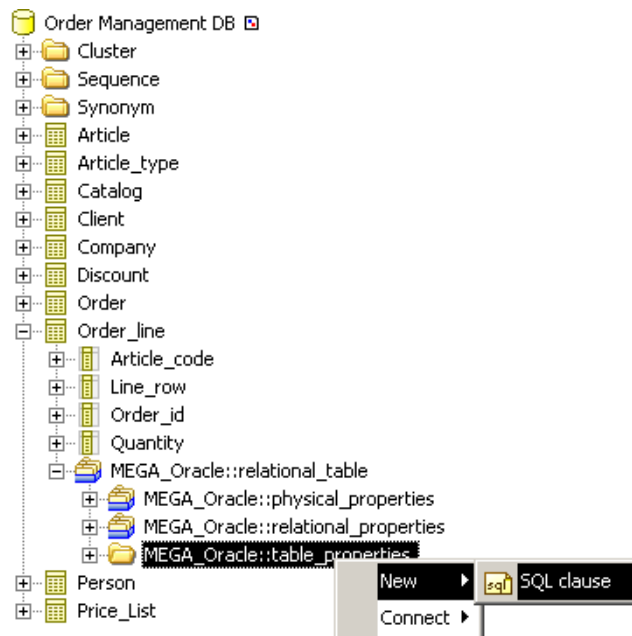 Order Management DB
Cluster
Sequence
Synonym
Article
Article_type
Catalog
Client
Company
Discount
Order
Order_line
Article_code
Line_row
Order_id
Quantity
MEGA_Oracle::relational_table
MEGA_Oracle::physical_properties
MEGA_Oracle::relational_properties
MEGA_Oracle::table_properties
New sql SQL clause
Person
Connect
Price_List